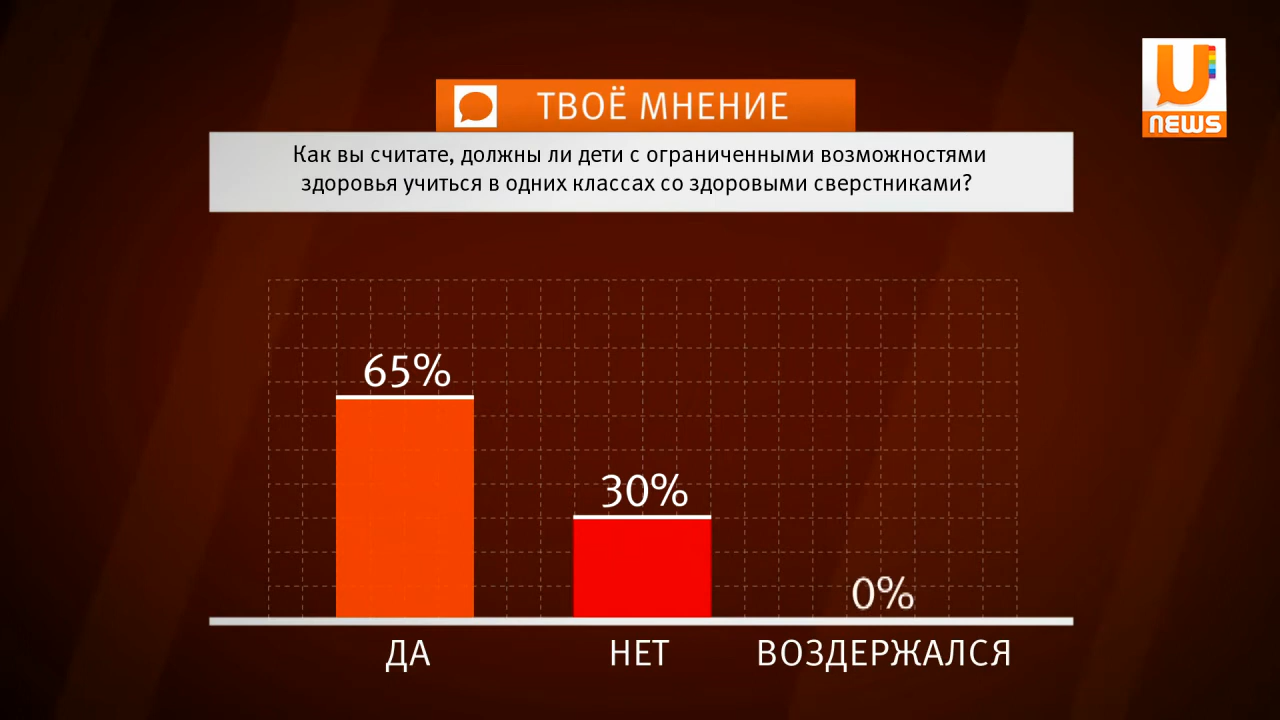 U
NEWS
ТВОЁ МНЕНИЕ
Как вы считате, должны ли дети с ограниченными возможностями
здоровья учиться в одних классах со здоровыми сверстниками?
65%
30%
0%
ДА
НЕТ
ВОЗДЕРЖАЛСЯ